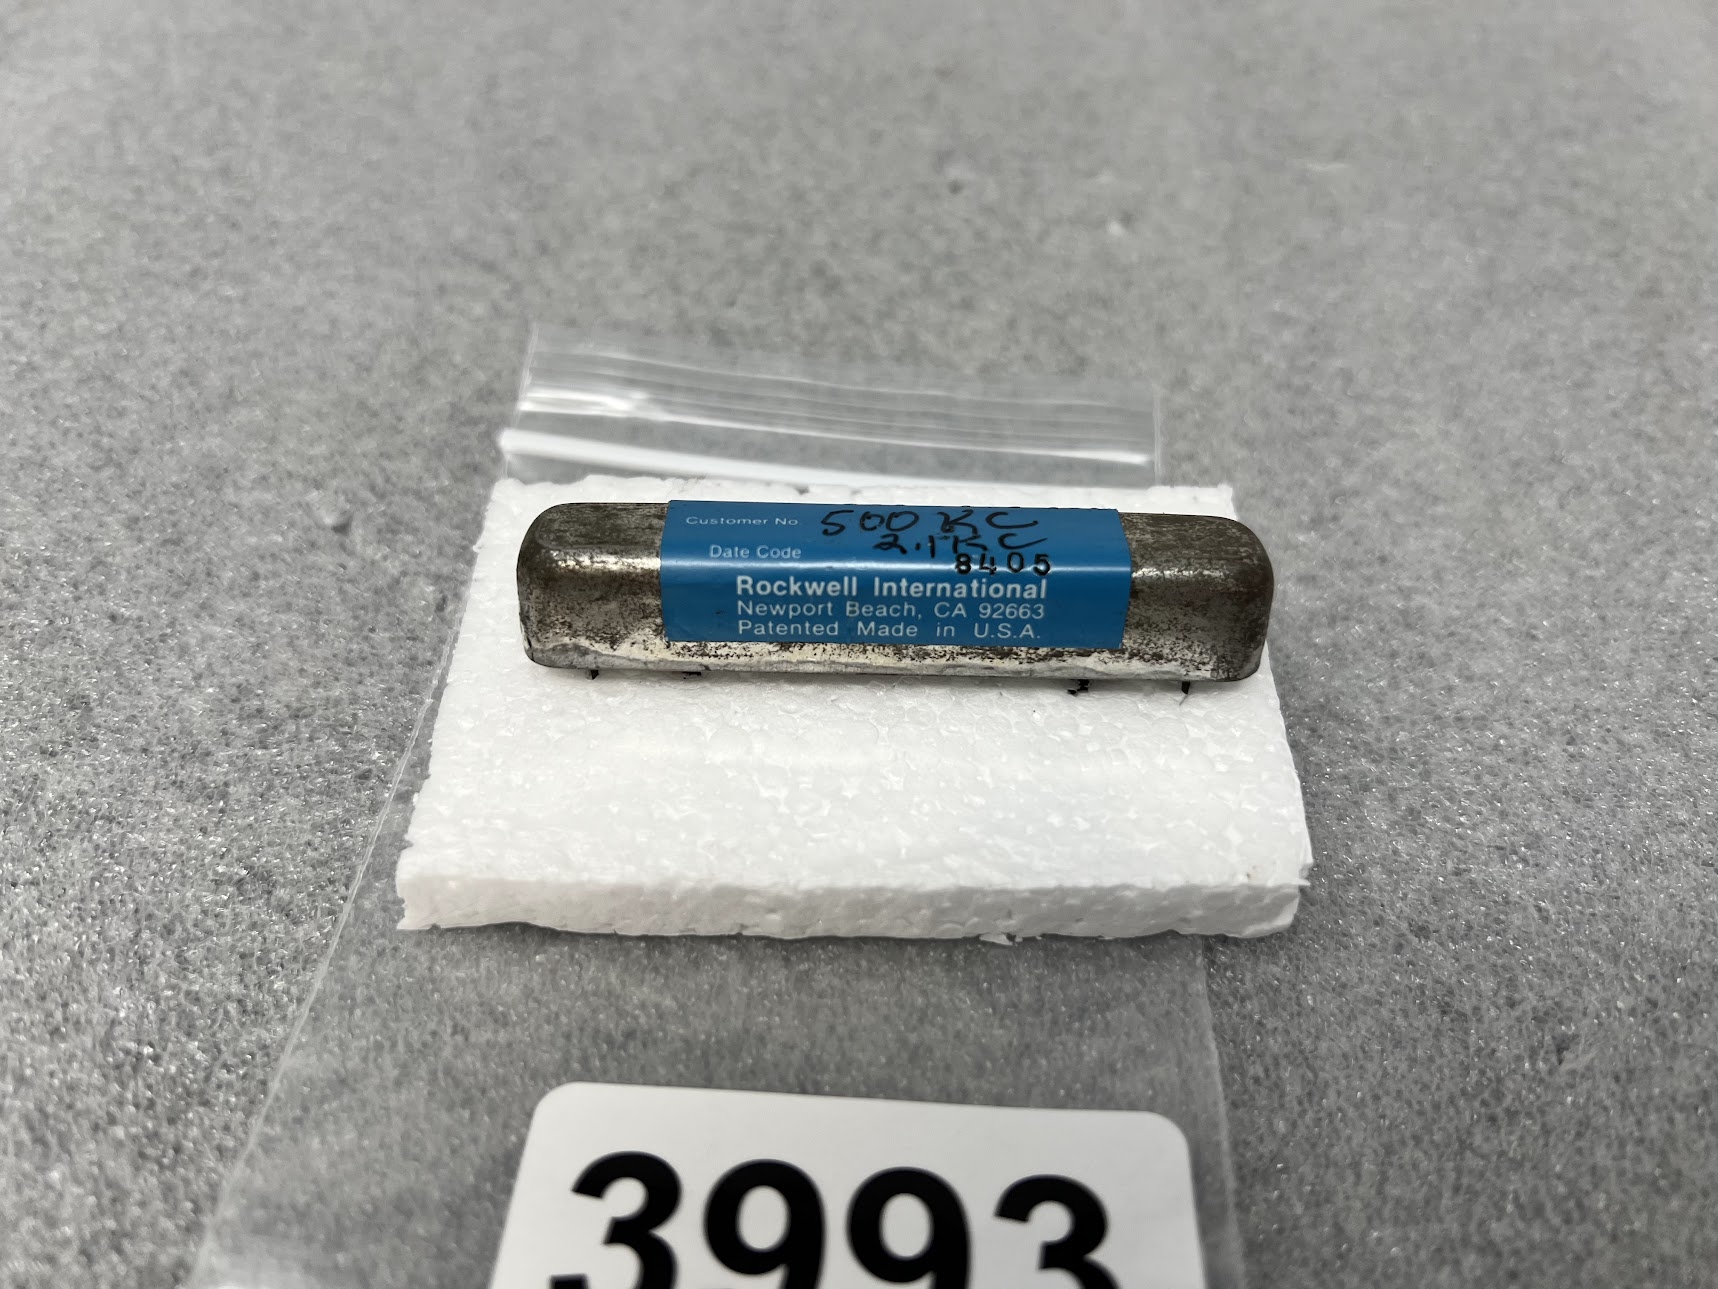 Customer No. 500 KC
2.1 KC
Date Code 8405
Rockwell International
Newport Beach, CA 92663
Patented Made in U.S.A.
3993